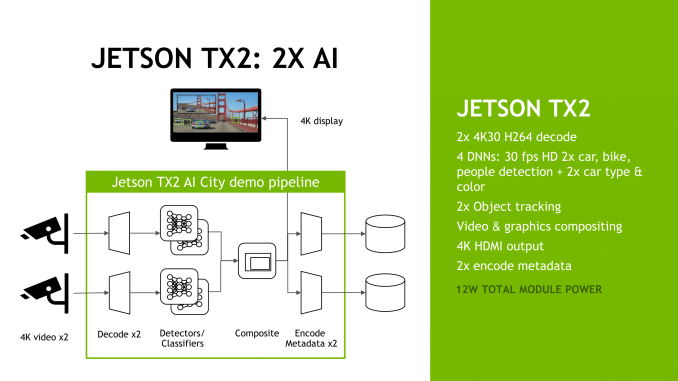 JETSON TX2: 2X AI
4K display
Jetson TX2 AI City demo pipeline
4K video x2
Decode x2
Detectors/
Classifiers
Composite
Encode
Metadata x2
JETSON TX2
2x 4K30 H264 decode
4 DNNs: 30 fps HD 2x car, bike,
people detection + 2x car type &
color
2x Object tracking
Video & graphics compositing
4K HDMI output
2x encode metadata
12W TOTAL MODULE POWER